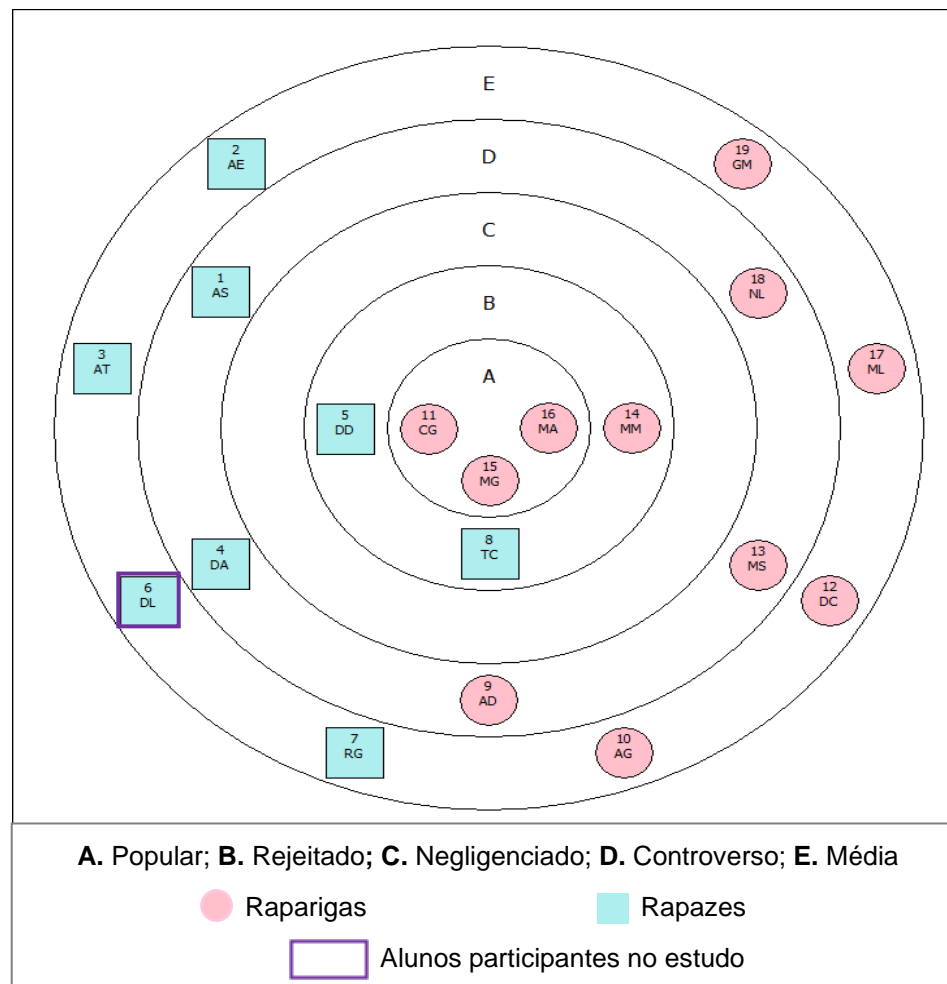 E
2
AE
19
GM
D
C
1
AS
18
NL
B
3
AT
17
ML
A
5
DD
11
CG
16
MA
14
MM
15
MG
8
TC
4
DA
13
MS
6
DL
12
DC
9
AD
7
RG
10
AG
A. Popular; B. Rejeitado; C. Negligenciado; D. Controverso; E. Média
Raparigas
Rapazes
Alunos participantes no estudo